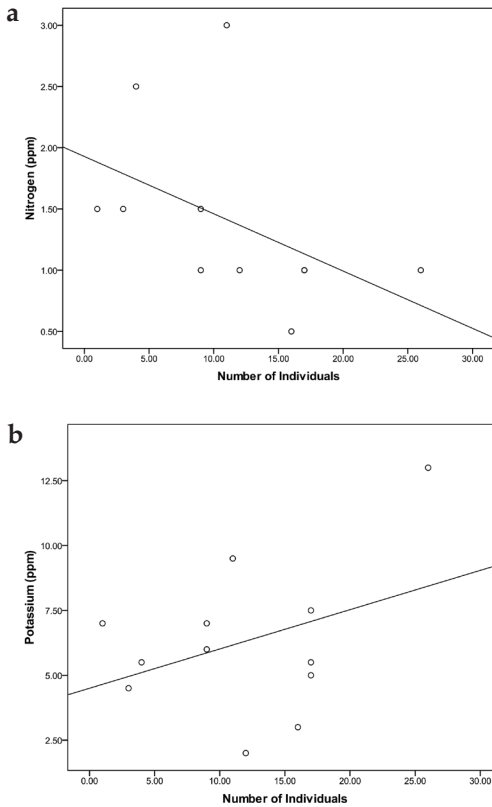 a
3.00
2.50
2.00
1.50
1.00
0.50
Nitrogen (ppm)
0.00 5.00 10.00 15.00 20.00 25.00 30.00
Number of Individuals
b
12.50
10.00
7.50
5.00
2.50
Potassium (ppm)
0.00 5.00 10.00 15.00 20.00 25.00 30.00
Number of Individuals